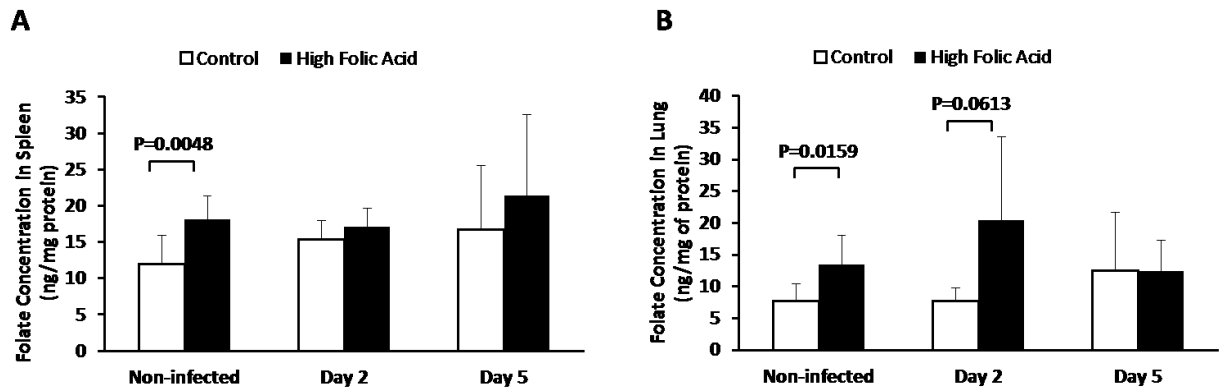 A
Control High Folic Acid
Folate Concentration in Spleen
(ng/mg protein)
35
30
25
20
15
10
5
0
P=0.0048
Non-infected Day 2 Day 5
B
Control High Folic Acid
Folate Concentration in Lung
(ng/mg of protein)
40
35
30
25
20
15
10
5
0
P=0.0159
P=0.0613
Non-infected Day 2 Day 5